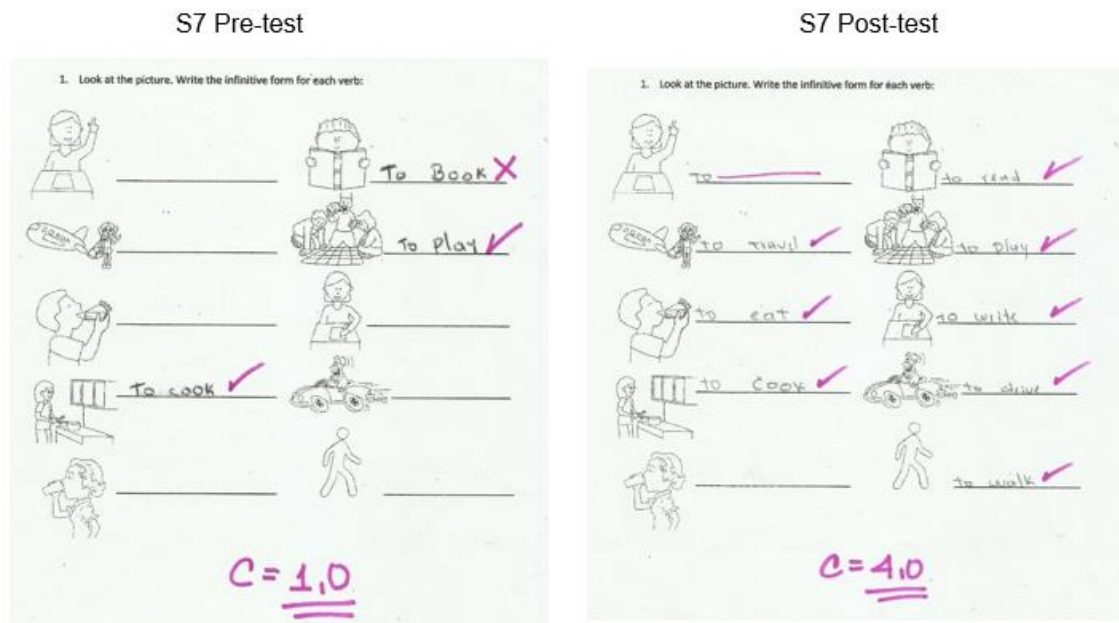 S7 Pre-test
1. Look at the picture. Write the infinitive form for each verb:
To Book
To play
To cook
C = 1,0
S7 Post-test
1. Look at the picture. Write the infinitive form for each verb:
To
to read
to travil
to play
to eat
to write
to cook
to drive
to walk
C = 4,0